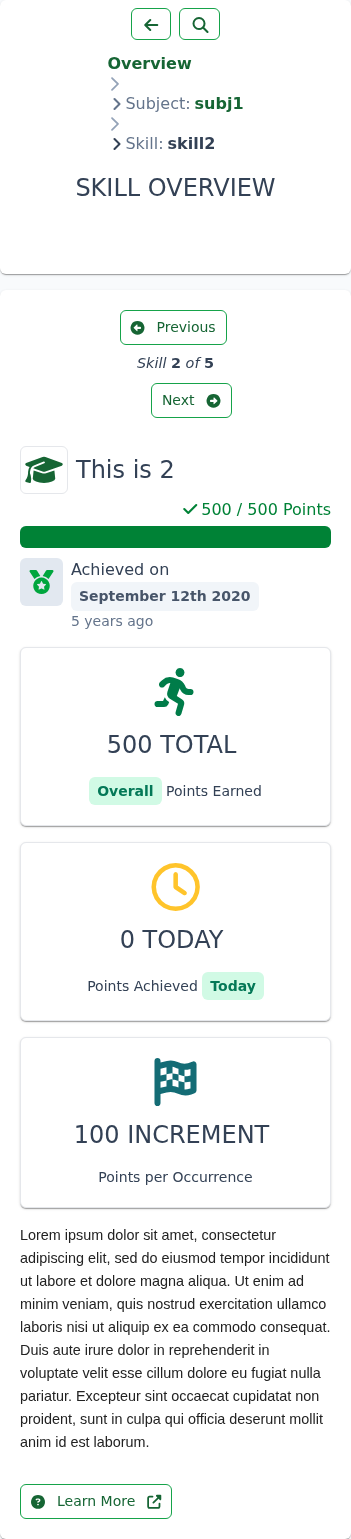 Overview
Subject: subj1
Skill: skill2
SKILL OVERVIEW
Previous
Skill 2 of 5
Next
This is 2
500 / 500 Points
Achieved on
September 12th 2020
5 years ago
500 TOTAL
Overall Points Earned
0 TODAY
Points Achieved Today
100 INCREMENT
Points per Occurrence
Lorem ipsum dolor sit amet, consectetur
adipiscing elit, sed do eiusmod tempor incididunt
ut labore et dolore magna aliqua. Ut enim ad
minim veniam, quis nostrud exercitation ullamco
laboris nisi ut aliquip ex ea commodo consequat.
Duis aute irure dolor in reprehenderit in
voluptate velit esse cillum dolore eu fugiat nulla
pariatur. Excepteur sint occaecat cupidatat non
proident, sunt in culpa qui officia deserunt mollit
anim id est laborum.
Learn More